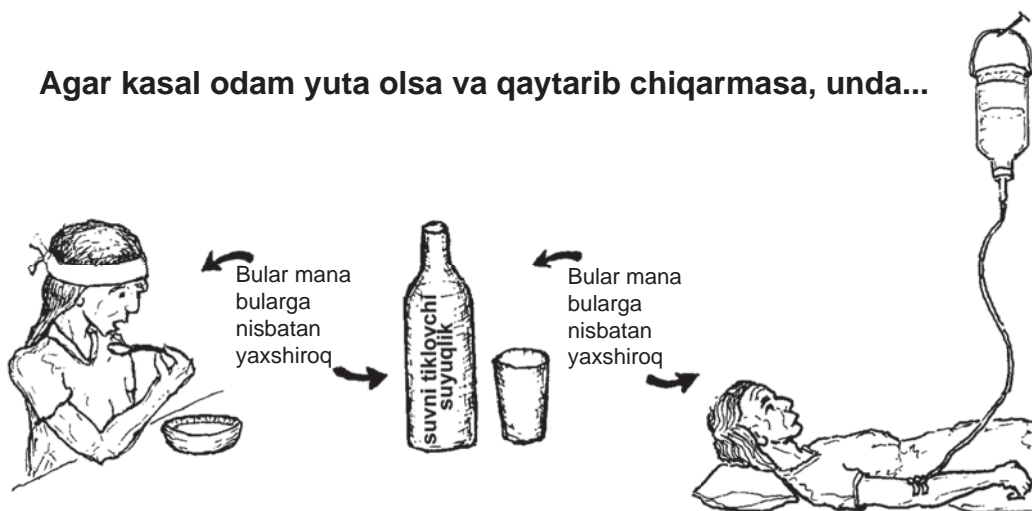 Agar kasal odam yuta olsa va qaytarib chiqarmasa, unda...
Bular mana
bularga
nisbatan
yaxshiroq
suvni tiklovchi
suyuqlik
Bular mana
bularga
nisbatan
yaxshiroq